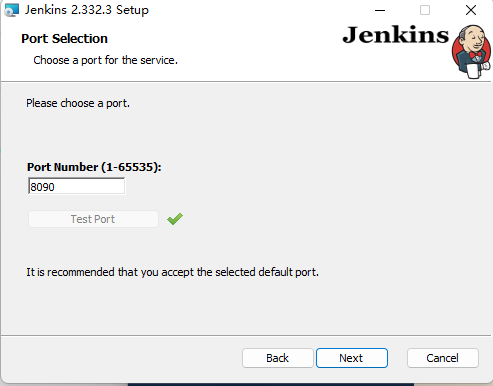 Jenkins 2.332.3 Setup
Port Selection
Choose a port for the service.
Jenkins
Please choose a port.
Port Number (1-65535):
8090
Test Port
It is recommended that you accept the selected default port.
Back
Next
Cancel